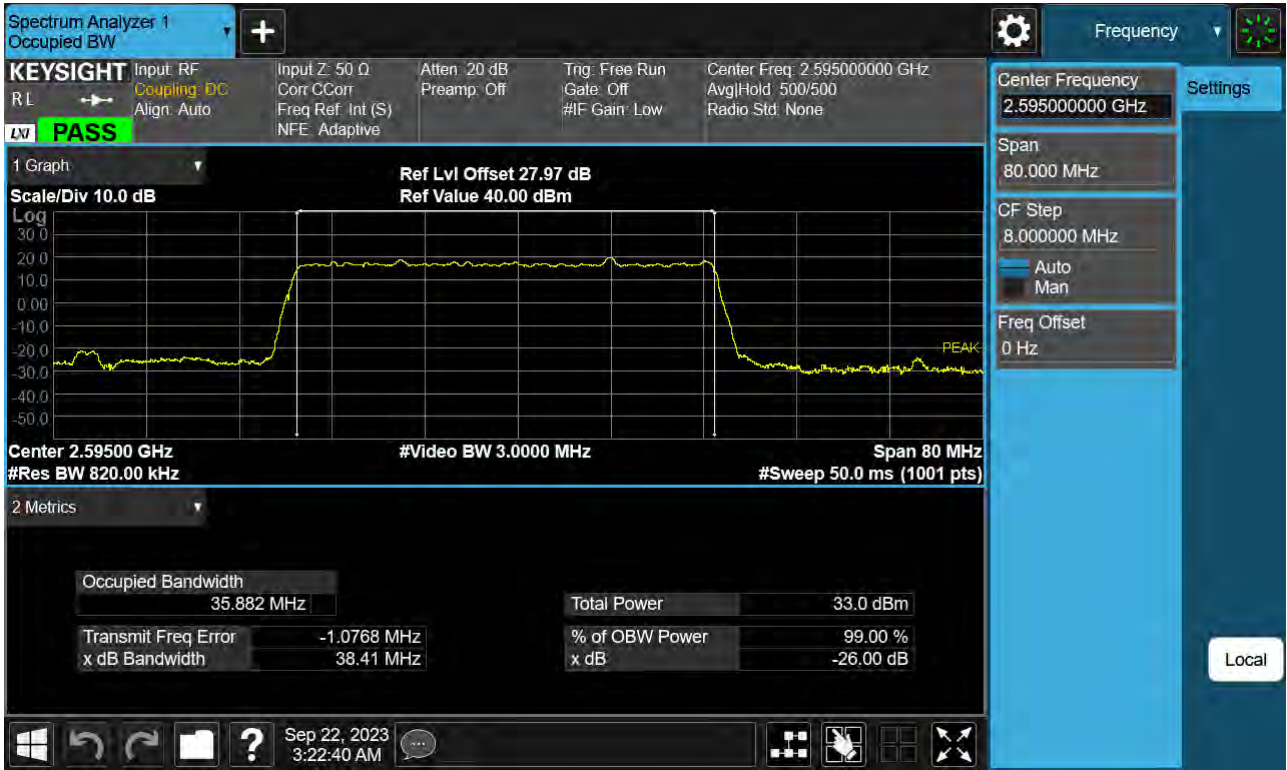 Spectrum Analyzer 1
Occupied BW
+
Frequency
KEYSIGHT
R L
LXI
PASS
Input: RF
Coupling: DC
Align: Auto
Input Z: 50 Ω
Corr CCorr
Freq Ref: Int (S)
NFE: Adaptive
Atten: 20 dB
Preamp: Off
Trig: Free Run
Gate: Off
#IF Gain: Low
Center Freq: 2.595000000 GHz
Avg|Hold: 500/500
Radio Std: None
Center Frequency
2.595000000 GHz
Settings
Span
80.000 MHz
CF Step
8.000000 MHz
Auto
Man
Freq Offset
0 Hz
1 Graph
Scale/Div 10.0 dB
Ref Lvl Offset 27.97 dB
Ref Value 40.00 dBm
Log
30.0
20.0
10.0
0.00
-10.0
-20.0
-30.0
-40.0
-50.0
PEAK
Center 2.59500 GHz
#Video BW 3.0000 MHz
Span 80 MHz
#Res BW 820.00 kHz
#Sweep 50.0 ms (1001 pts)
2 Metrics
Occupied Bandwidth
35.882 MHz
Total Power 33.0 dBm
Transmit Freq Error -1.0768 MHz
% of OBW Power 99.00 %
x dB Bandwidth 38.41 MHz
x dB -26.00 dB
Local
?
Sep 22, 2023
3:22:40 AM